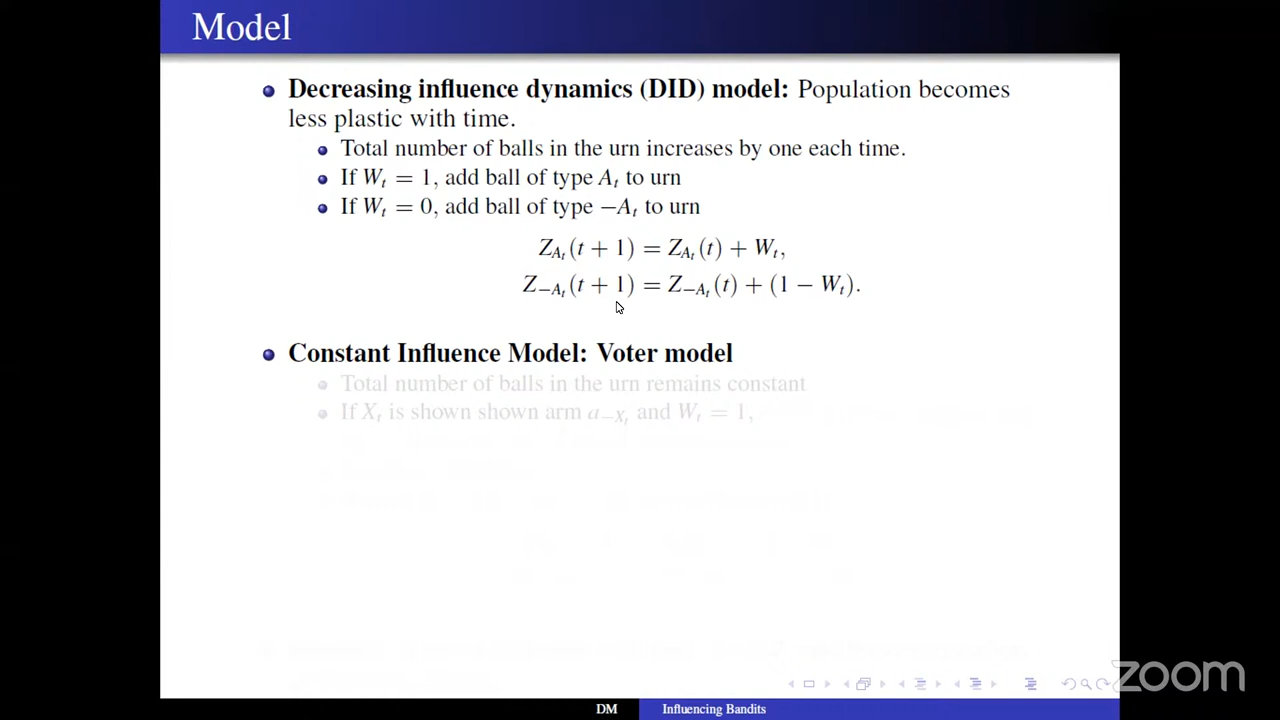 Model
Decreasing influence dynamics (DID) model: Population becomes
less plastic with time.
Total number of balls in the urn increases by one each time.
If W_t = 1, add ball of type A_t to urn
If W_t = 0, add ball of type −A_t to urn
Z_{A_t}(t + 1) = Z_{A_t}(t) + W_t,
Z_{−A_t}(t + 1) = Z_{−A_t}(t) + (1 − W_t).
Constant Influence Model: Voter model
Total number of balls in the urn remains constant
If X_t is shown shown arm a_{−X_t} and W_t = 1,
zoom
DM Influencing Bandits